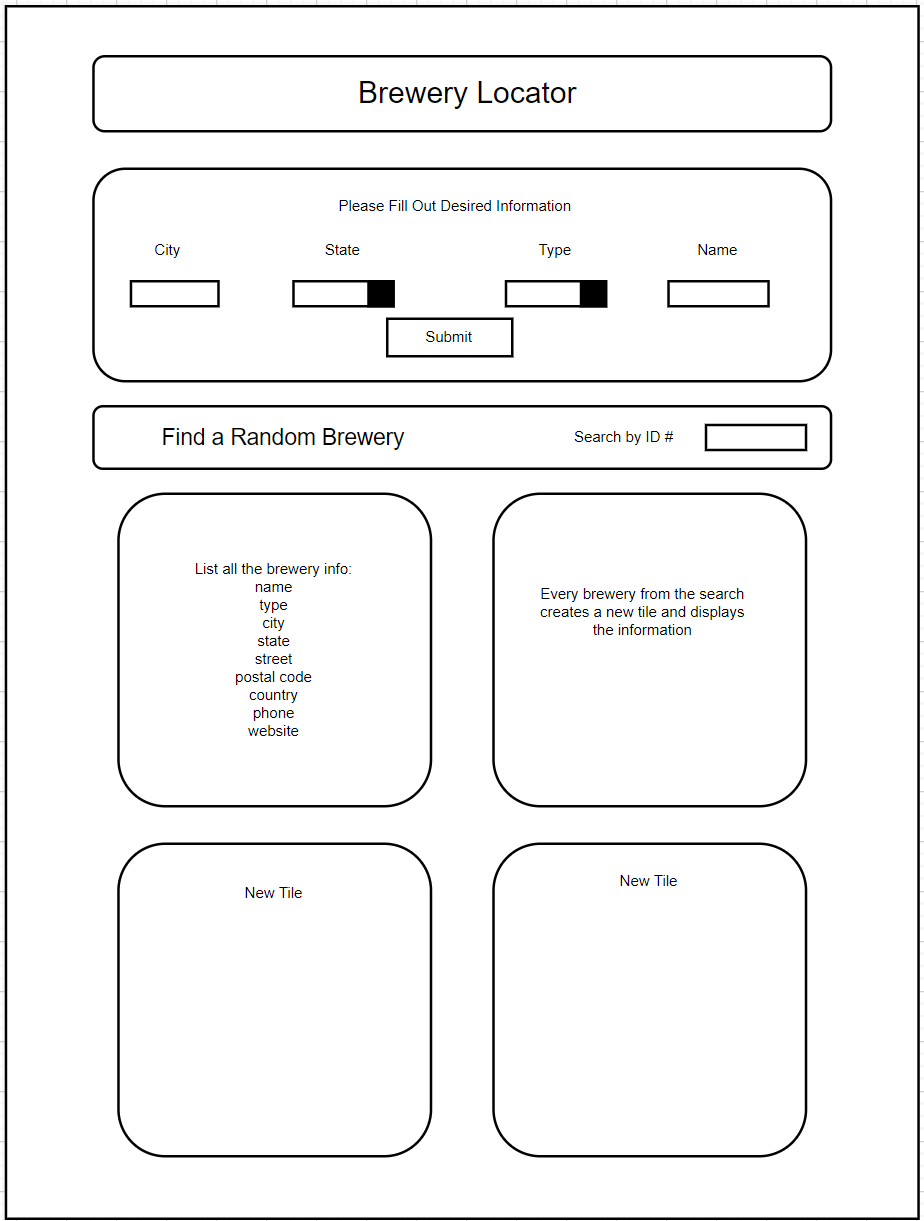 Brewery Locator
Please Fill Out Desired Information
City State Type Name
Submit
Find a Random Brewery Search by ID #
List all the brewery info:
name
type
city
state
street
postal code
country
phone
website
Every brewery from the search
creates a new tile and displays
the information
New Tile
New Tile